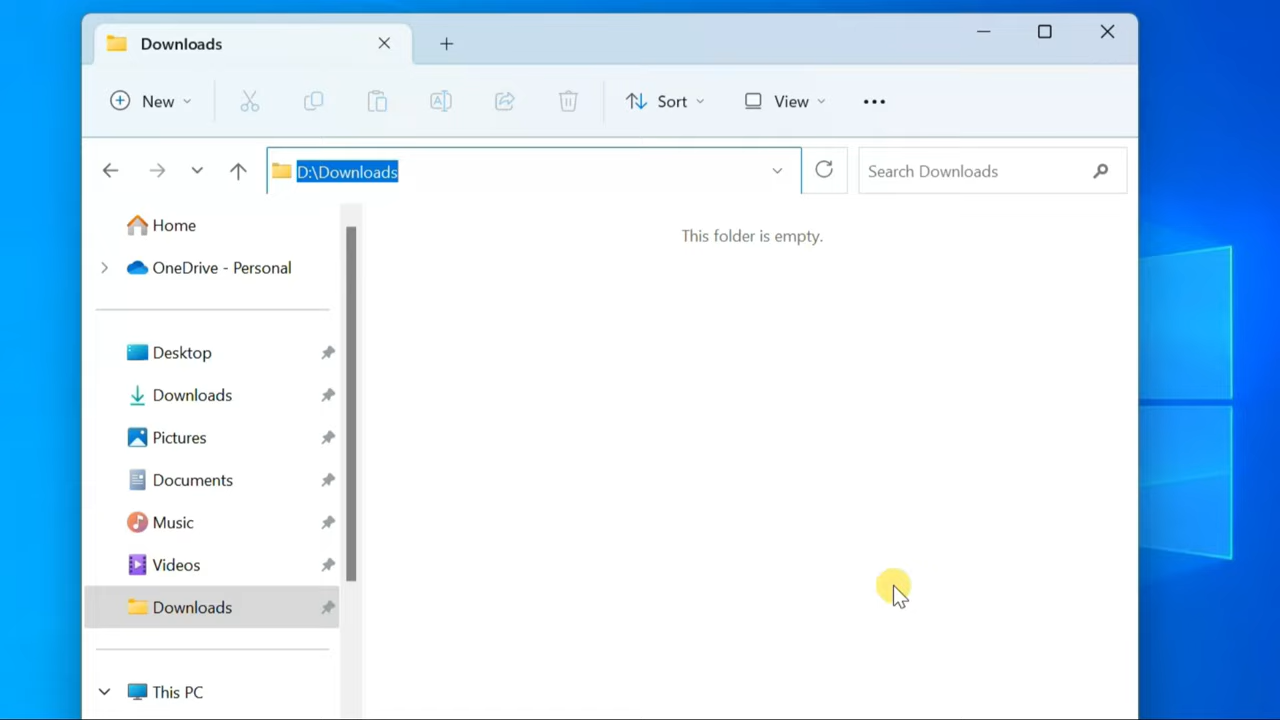 Downloads
New
Sort
View
D:\Downloads
Search Downloads
Home
OneDrive - Personal
This folder is empty.
Desktop
Downloads
Pictures
Documents
Music
Videos
Downloads
This PC